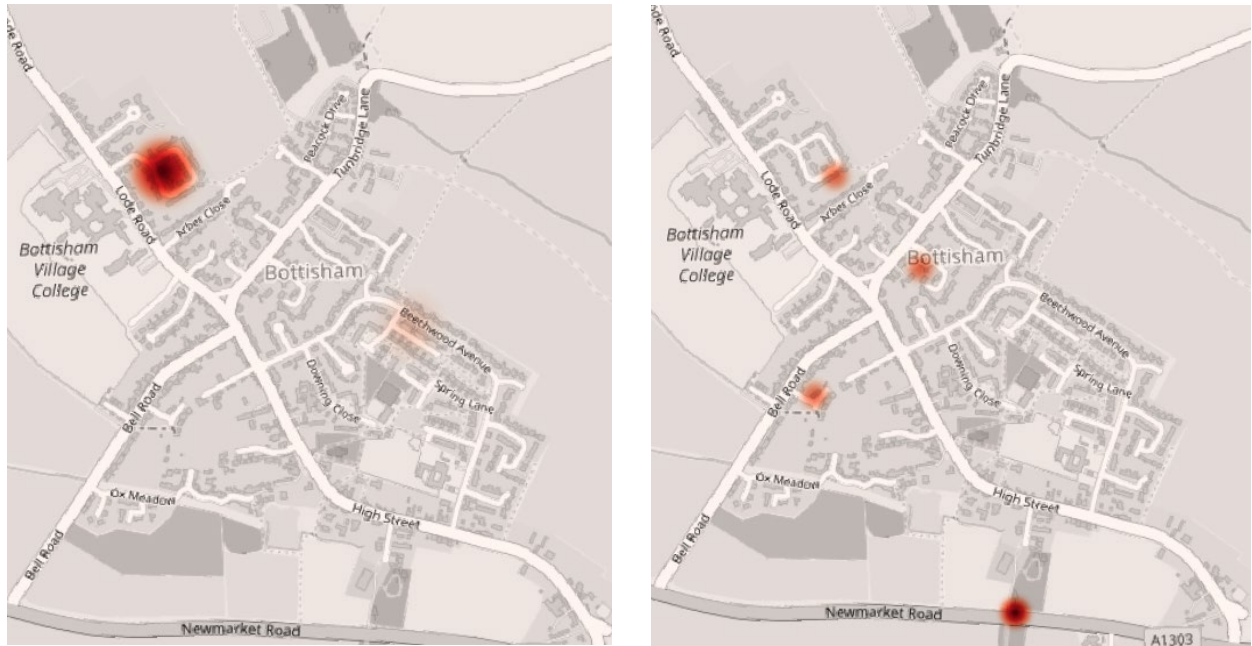 Lode Road
Peacock Drive
Tunbridge Lane
Lode Road
Arber Close
Bottisham
Village
College
Bottisham
Beechwood Avenue
Downing Close
Spring Lane
Bell Road
Ox Meadow
High Street
Bell Road
Newmarket Road
Lode Road
Peacock Drive
Tunbridge Lane
Lode Road
Arber Close
Bottisham
Village
College
Bottisham
Beechwood Avenue
Downing Close
Spring Lane
Bell Road
Ox Meadow
High Street
Bell Road
Newmarket Road
A1303